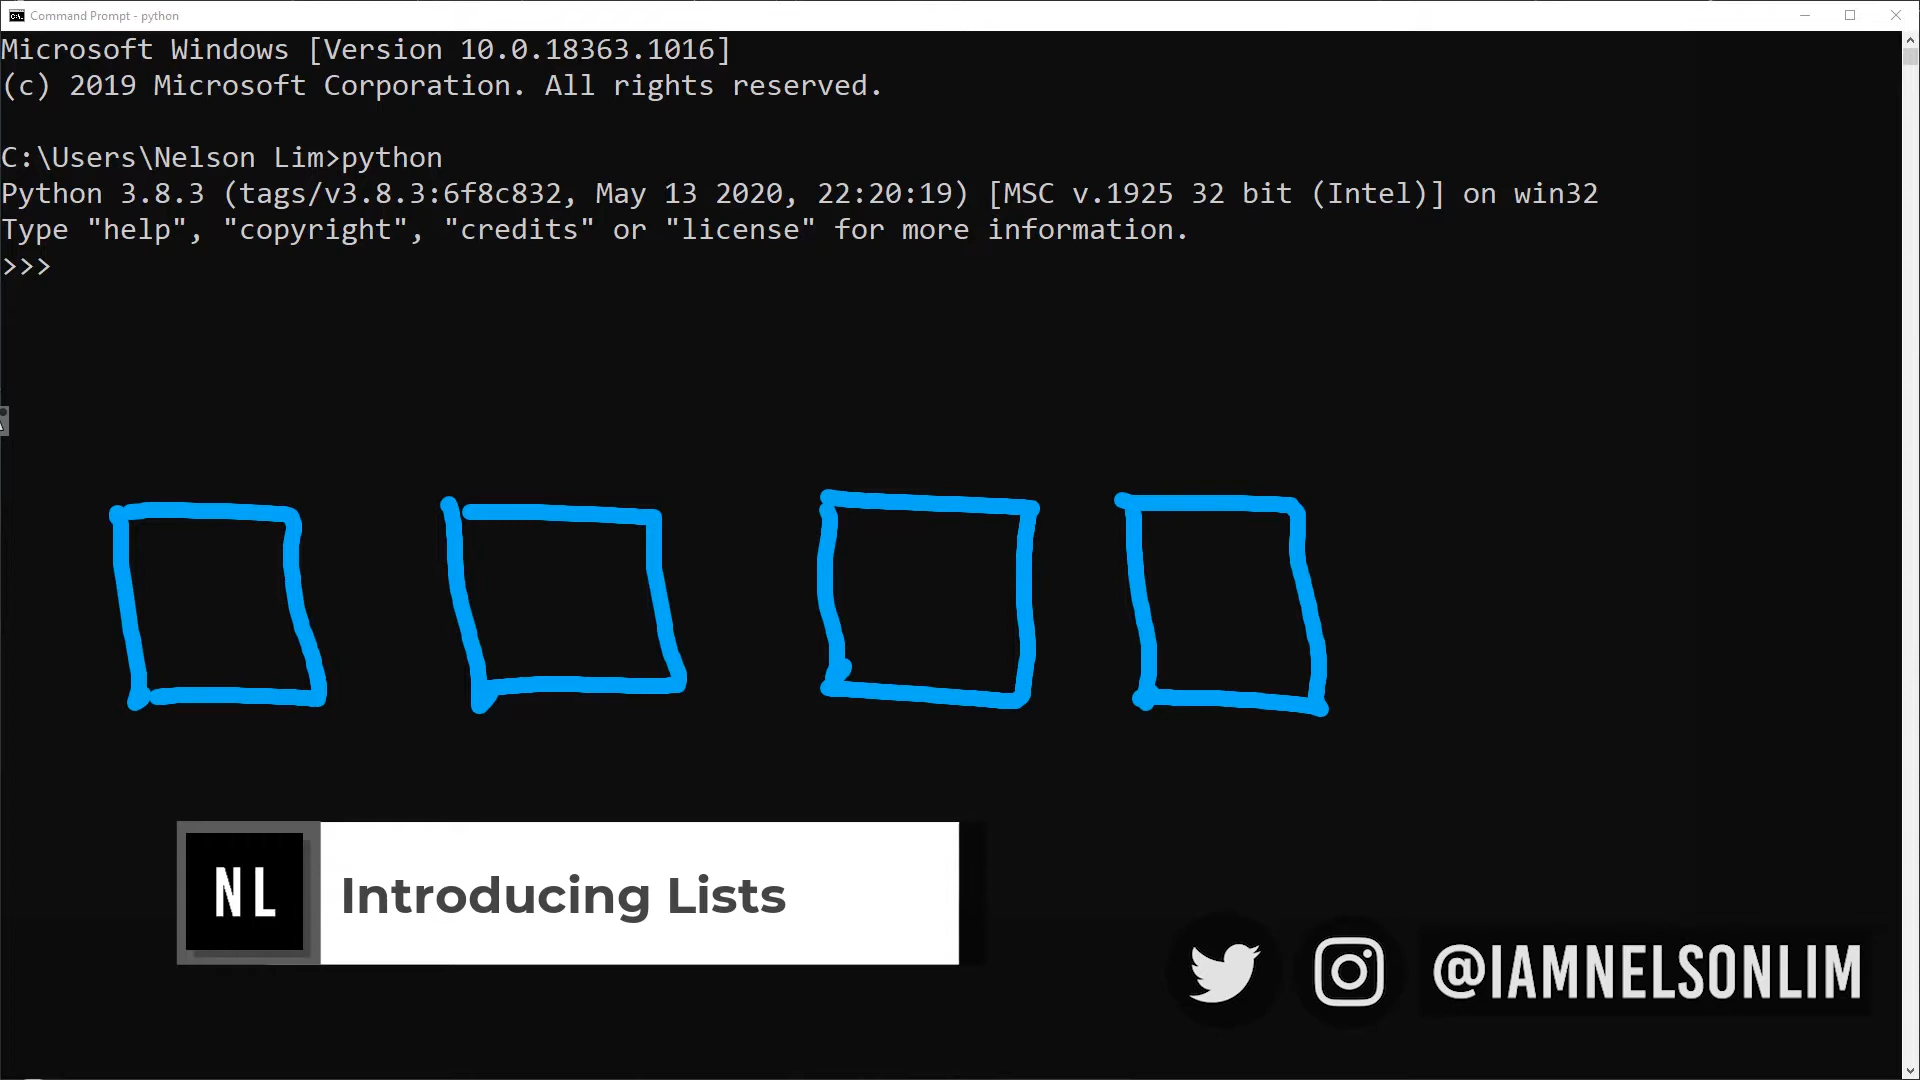 Command Prompt - python
Microsoft Windows [Version 10.0.18363.1016]
(c) 2019 Microsoft Corporation. All rights reserved.
C:\Users\Nelson Lim>python
Python 3.8.3 (tags/v3.8.3:6f8c832, May 13 2020, 22:20:19) [MSC v.1925 32 bit (Intel)] on win32
Type "help", "copyright", "credits" or "license" for more information.
>>>
NL
Introducing Lists
@IAMNELSONLIM